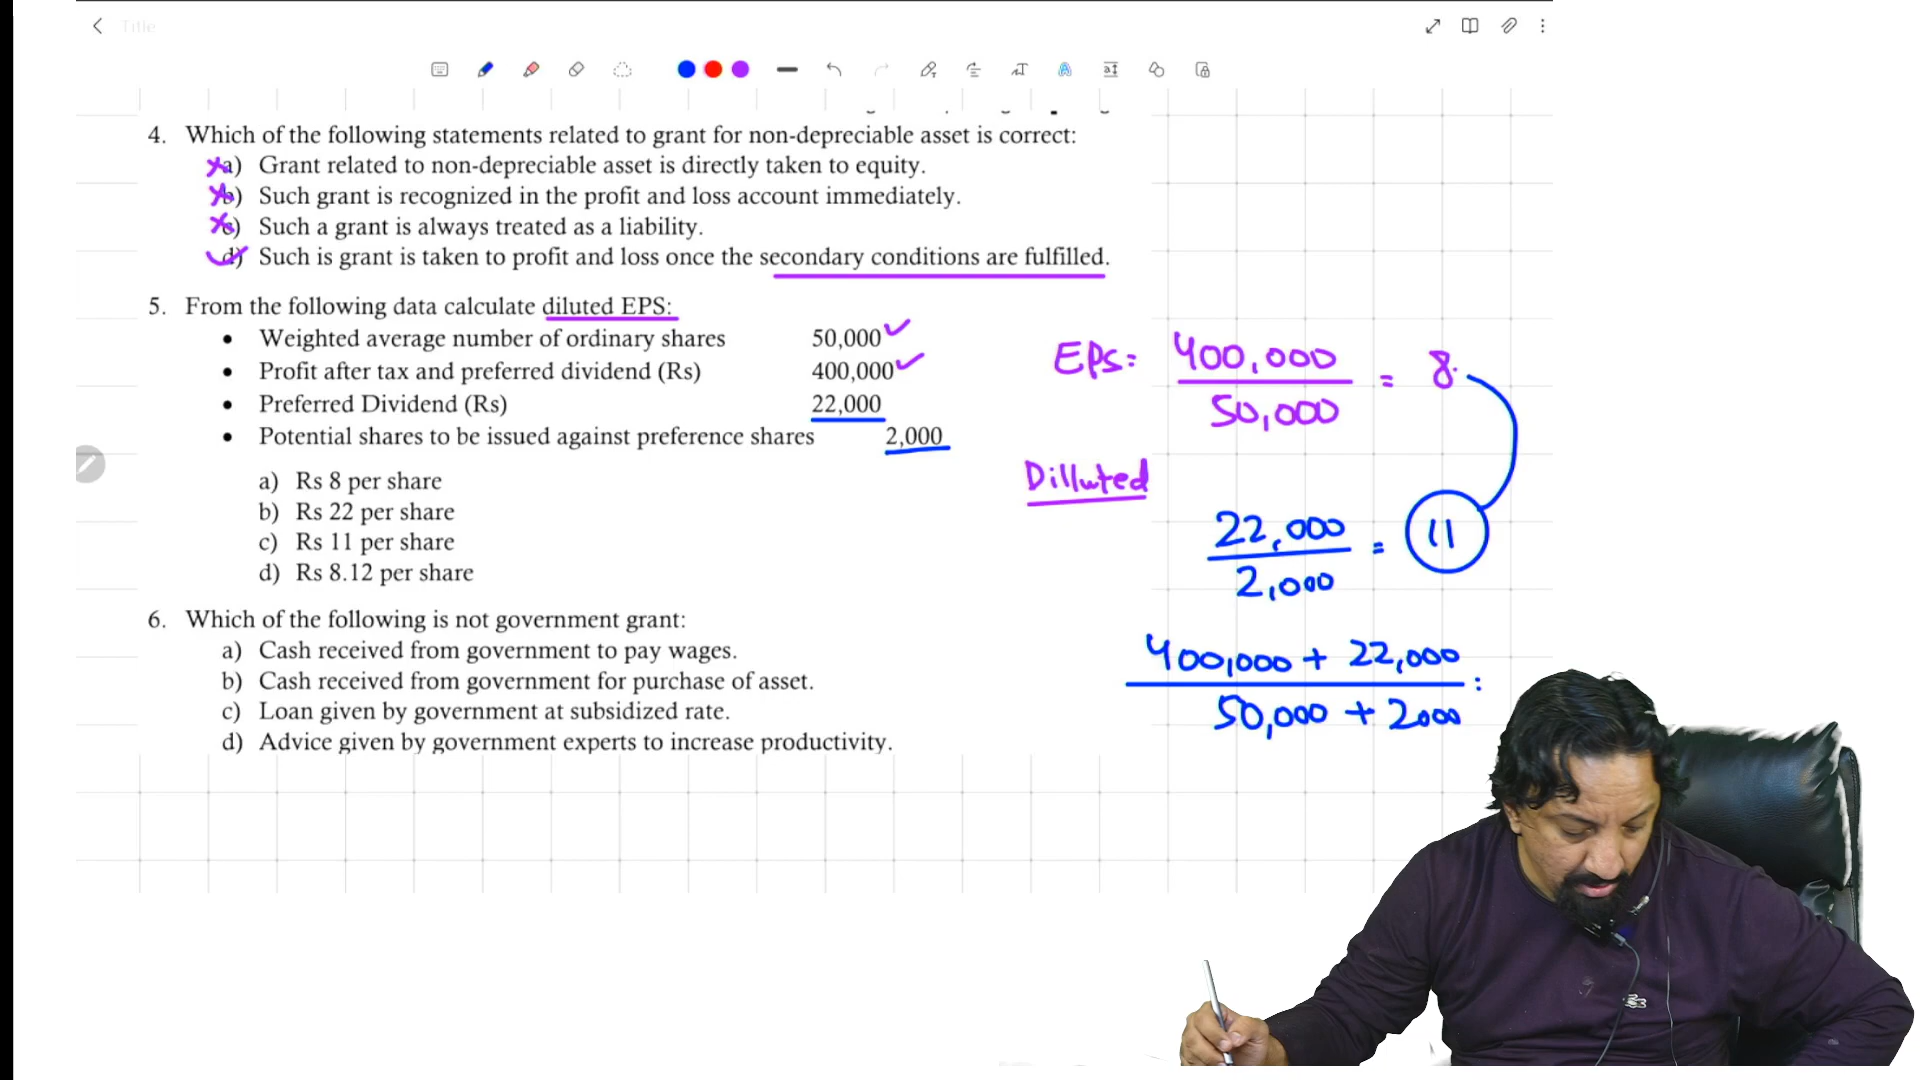 Title
4. Which of the following statements related to grant for non-depreciable asset is correct:
a) Grant related to non-depreciable asset is directly taken to equity.
b) Such grant is recognized in the profit and loss account immediately.
c) Such a grant is always treated as a liability.
d) Such is grant is taken to profit and loss once the secondary conditions are fulfilled.
5. From the following data calculate diluted EPS:
• Weighted average number of ordinary shares 50,000
• Profit after tax and preferred dividend (Rs) 400,000
• Preferred Dividend (Rs) 22,000
• Potential shares to be issued against preference shares 2,000
a) Rs 8 per share
b) Rs 22 per share
c) Rs 11 per share
d) Rs 8.12 per share
6. Which of the following is not government grant:
a) Cash received from government to pay wages.
b) Cash received from government for purchase of asset.
c) Loan given by government at subsidized rate.
d) Advice given by government experts to increase productivity.
EPS = 400,000
50,000
= 8.
Dilluted
22,000
2,000
= 11
400,000 + 22,000
50,000 + 2000
=